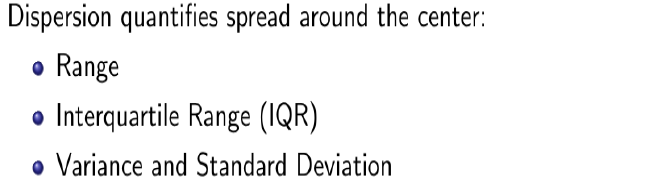 Dispersion quantifies spread around the center:
Range
Interquartile Range (IQR)
Variance and Standard Deviation